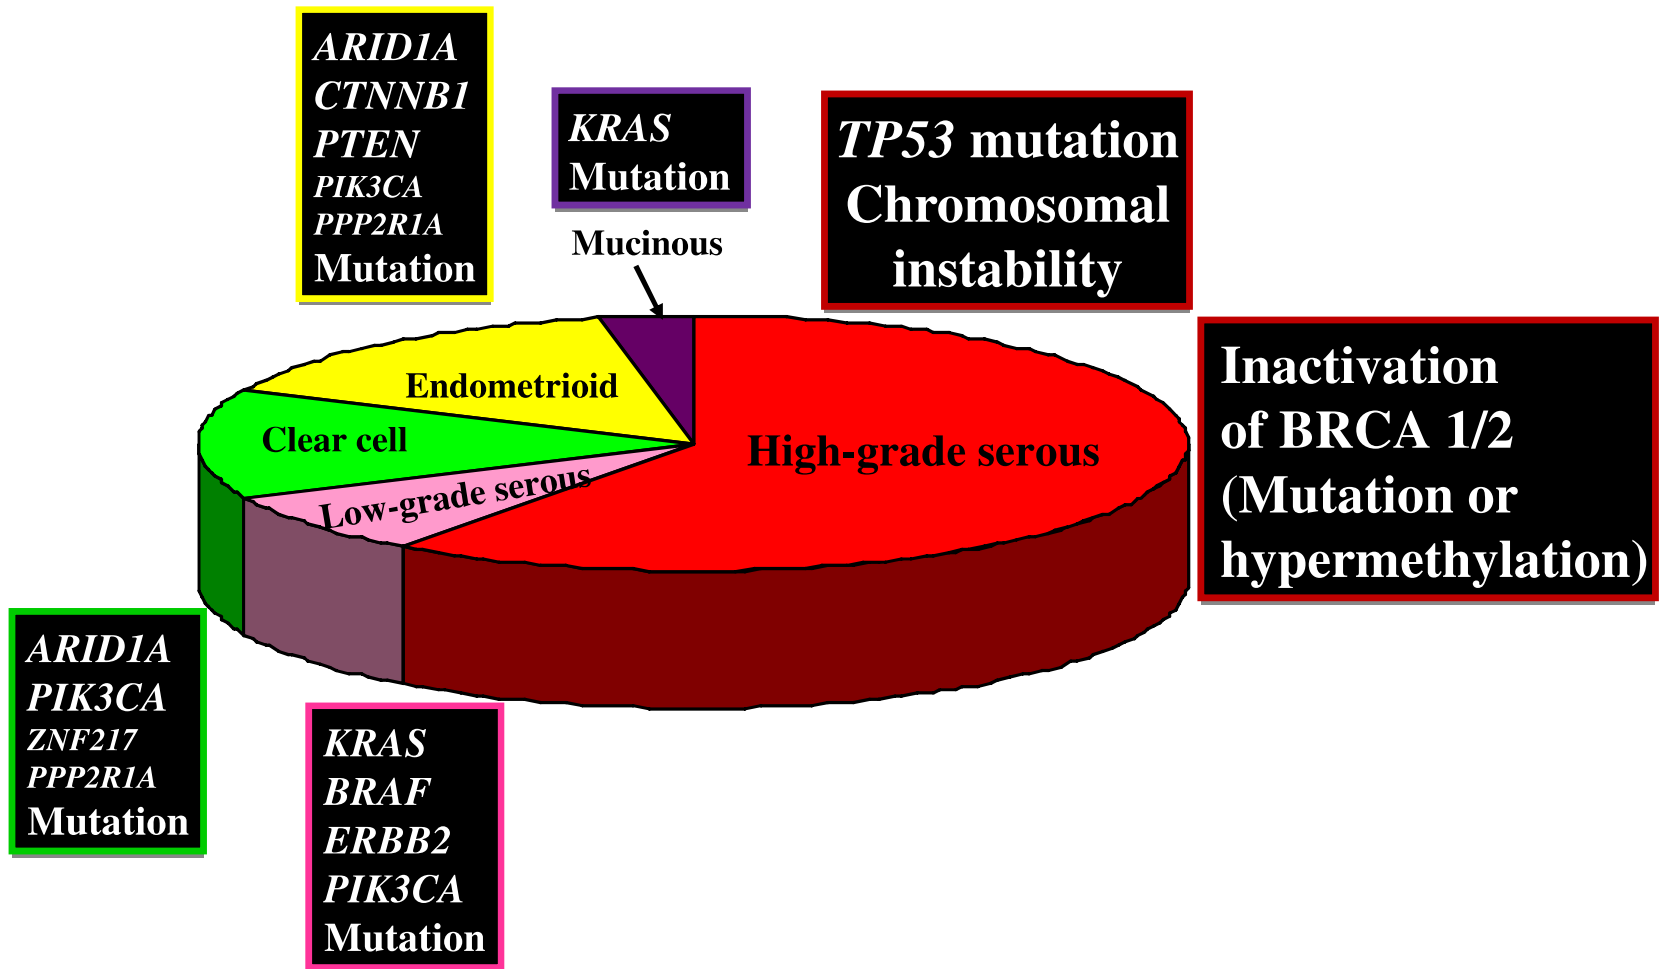 ARID1A
CTNNB1
PTEN
PIK3CA
PPP2R1A
Mutation
KRAS
Mutation
Mucinous
TP53 mutation
Chromosomal
instability
Inactivation
of BRCA 1/2
(Mutation or
hypermethylation)
Endometrioid
Clear cell
Low-grade serous
High-grade serous
ARID1A
PIK3CA
ZNF217
PPP2R1A
Mutation
KRAS
BRAF
ERBB2
PIK3CA
Mutation